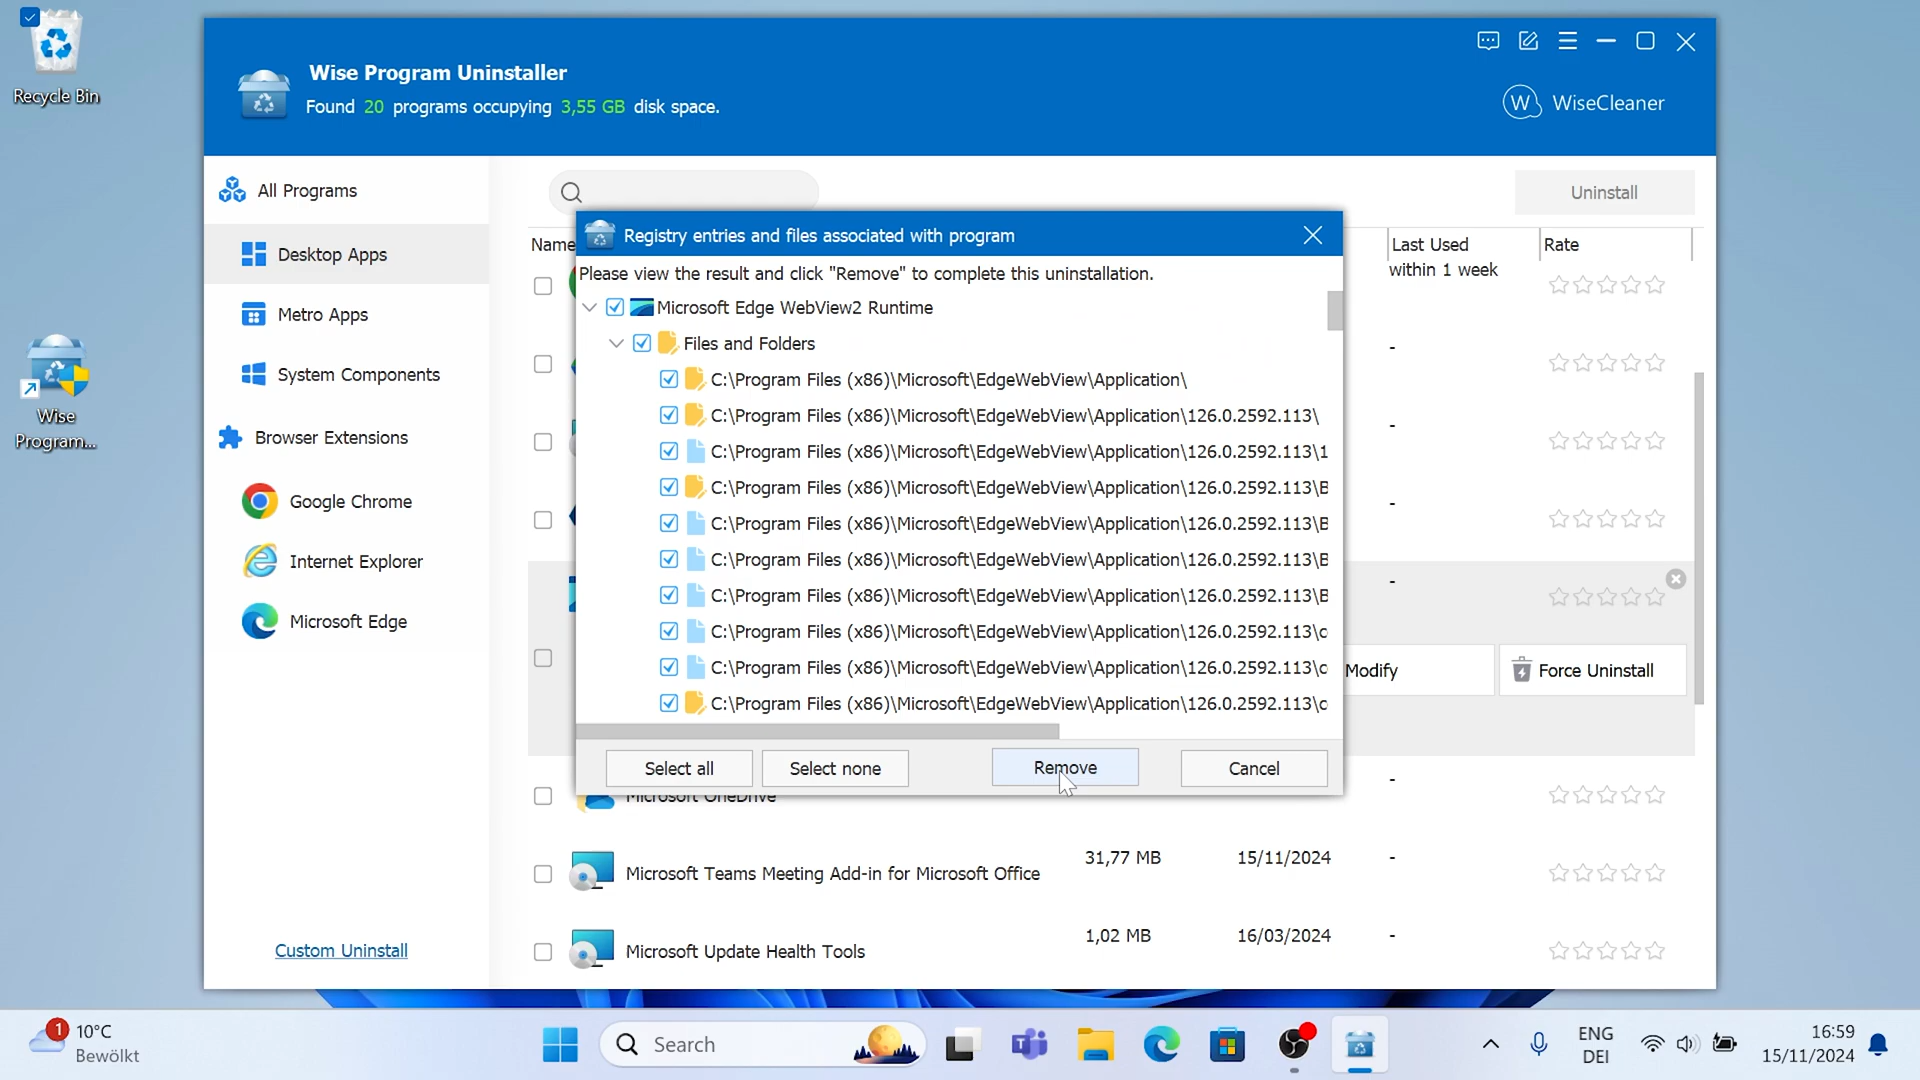 Recycle Bin
Wise
Program...
Wise Program Uninstaller
Found 20 programs occupying 3,55 GB disk space.
W
WiseCleaner
All Programs
Desktop Apps
Metro Apps
System Components
Browser Extensions
Google Chrome
Internet Explorer
Microsoft Edge
Custom Uninstall
Uninstall
Name
Last Used
Rate
within 1 week
Registry entries and files associated with program
Please view the result and click "Remove" to complete this uninstallation.
Microsoft Edge WebView2 Runtime
Files and Folders
C:\Program Files (x86)\Microsoft\EdgeWebView\Application\
C:\Program Files (x86)\Microsoft\EdgeWebView\Application\126.0.2592.113\
C:\Program Files (x86)\Microsoft\EdgeWebView\Application\126.0.2592.113\1
C:\Program Files (x86)\Microsoft\EdgeWebView\Application\126.0.2592.113\B
C:\Program Files (x86)\Microsoft\EdgeWebView\Application\126.0.2592.113\B
C:\Program Files (x86)\Microsoft\EdgeWebView\Application\126.0.2592.113\B
C:\Program Files (x86)\Microsoft\EdgeWebView\Application\126.0.2592.113\B
C:\Program Files (x86)\Microsoft\EdgeWebView\Application\126.0.2592.113\c
C:\Program Files (x86)\Microsoft\EdgeWebView\Application\126.0.2592.113\c
C:\Program Files (x86)\Microsoft\EdgeWebView\Application\126.0.2592.113\c
Select all
Select none
Remove
Cancel
-
-
-
-
Modify
Force Uninstall
Microsoft OneDrive
-
Microsoft Teams Meeting Add-in for Microsoft Office
31,77 MB
15/11/2024
-
Microsoft Update Health Tools
1,02 MB
16/03/2024
-
1
10°C
Bewölkt
Search
ENG
DEI
16:59
15/11/2024